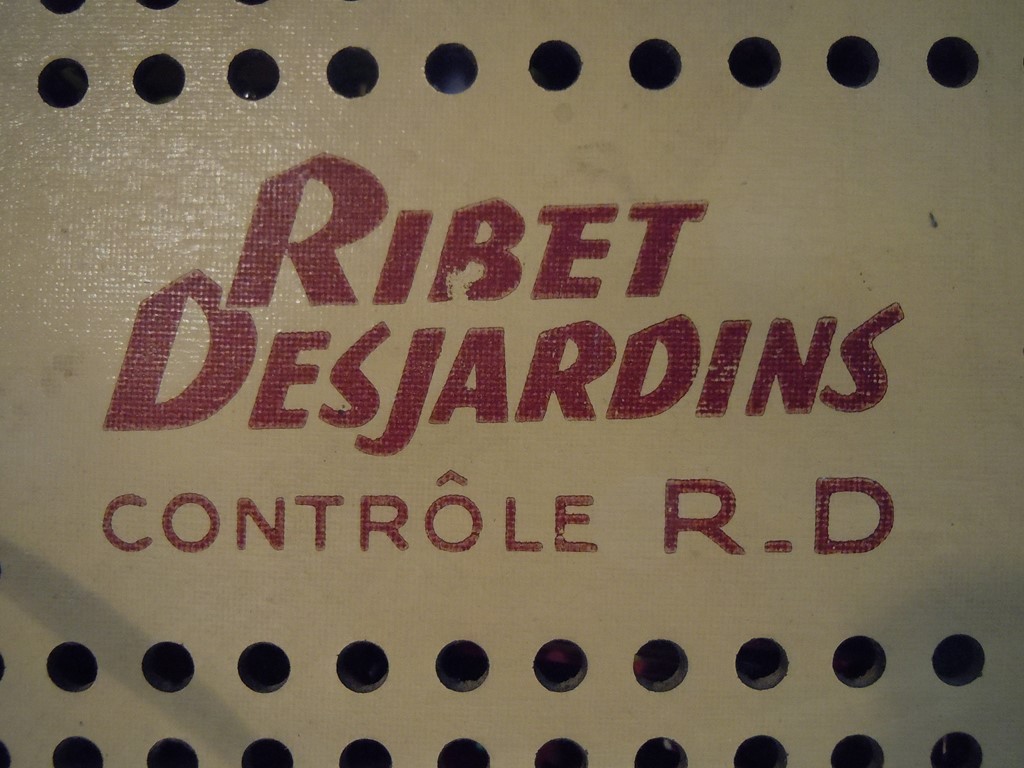 RIBET
DESJARDINS
CONTRÔLE R-D